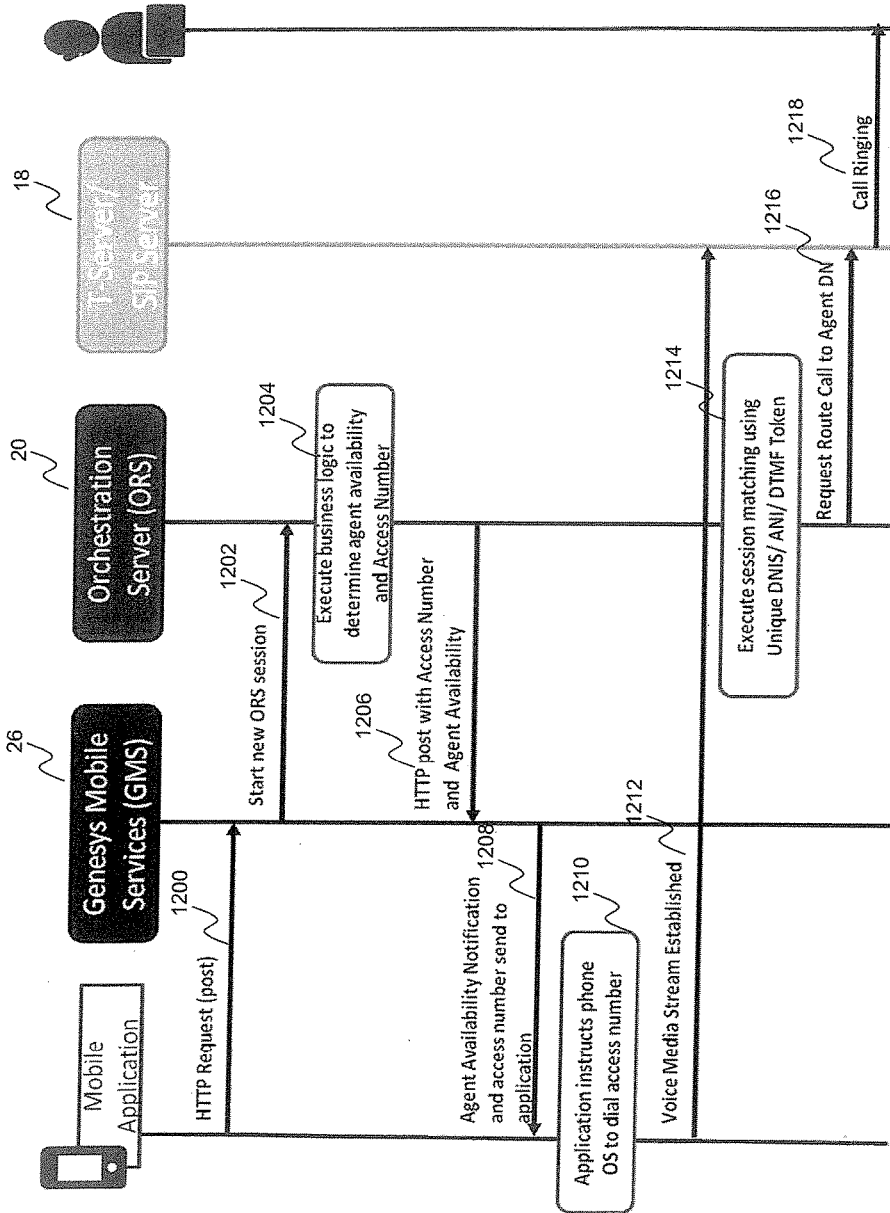 Mobile
Application
26
Genesys Mobile
Services (GMS)
20
Orchestration
Server (ORS)
18
T-Server/
SIP Server
HTTP Request (post)
1200
Start new ORS session
1202
Execute business logic to
determine agent availability
and Access Number
1204
1206
HTTP post with Access Number
and Agent Availability
Agent Availability Notification
and access number send to
application
1208
Application instructs phone
OS to dial access number
1210
Voice Media Stream Established
1212
Execute session matching using
Unique DNIS/ ANI/ DTMF Token
1214
Request Route Call to Agent DN
1216
Call Ringing
1218